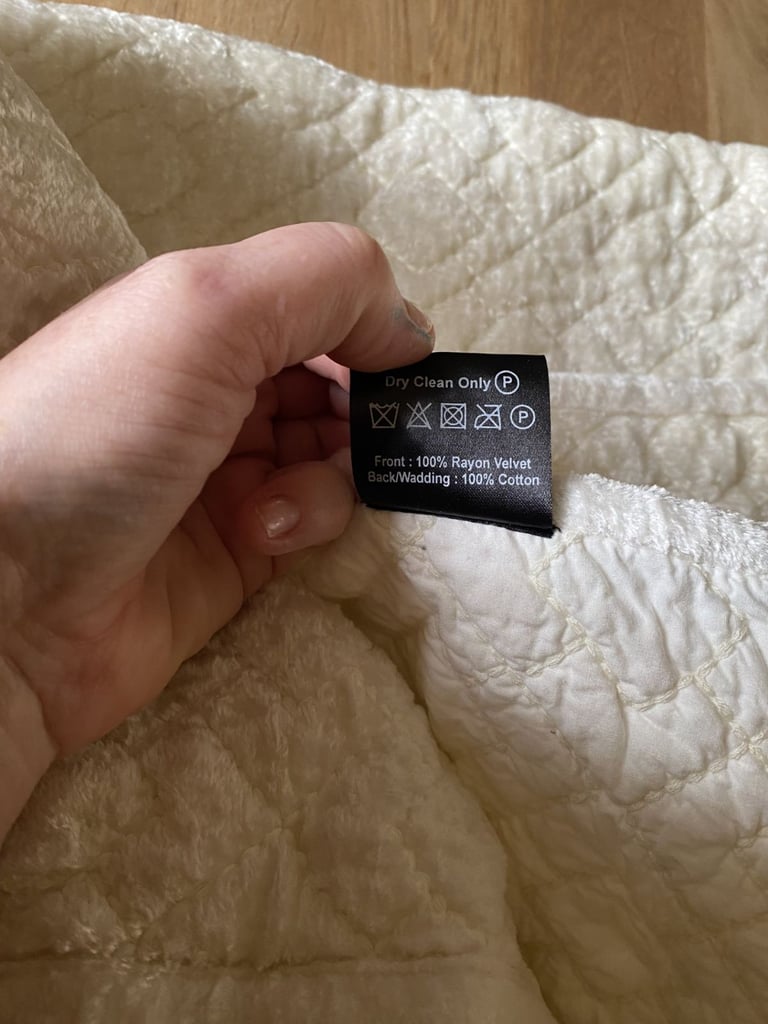 Dry Clean Only Ⓟ
Ⓟ
Front : 100% Rayon Velvet
Back/Wadding : 100% Cotton